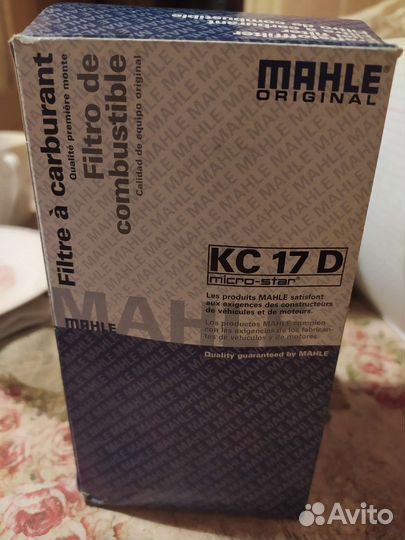 MAHLE
ORIGINAL
Filtre à carburant
Qualité première monte
Filtro de
combustible
Calidad de equipo original
KC 17 D
micro-star
Les produits MAHLE satisfont
aux exigences des constructeurs
de véhicules et de moteurs.
Los productos MAHLE cumplen
con las exigencias de los fabrican-
tes de vehículos y de motores.
Quality guaranteed by MAHLE
MAHLE
Avito